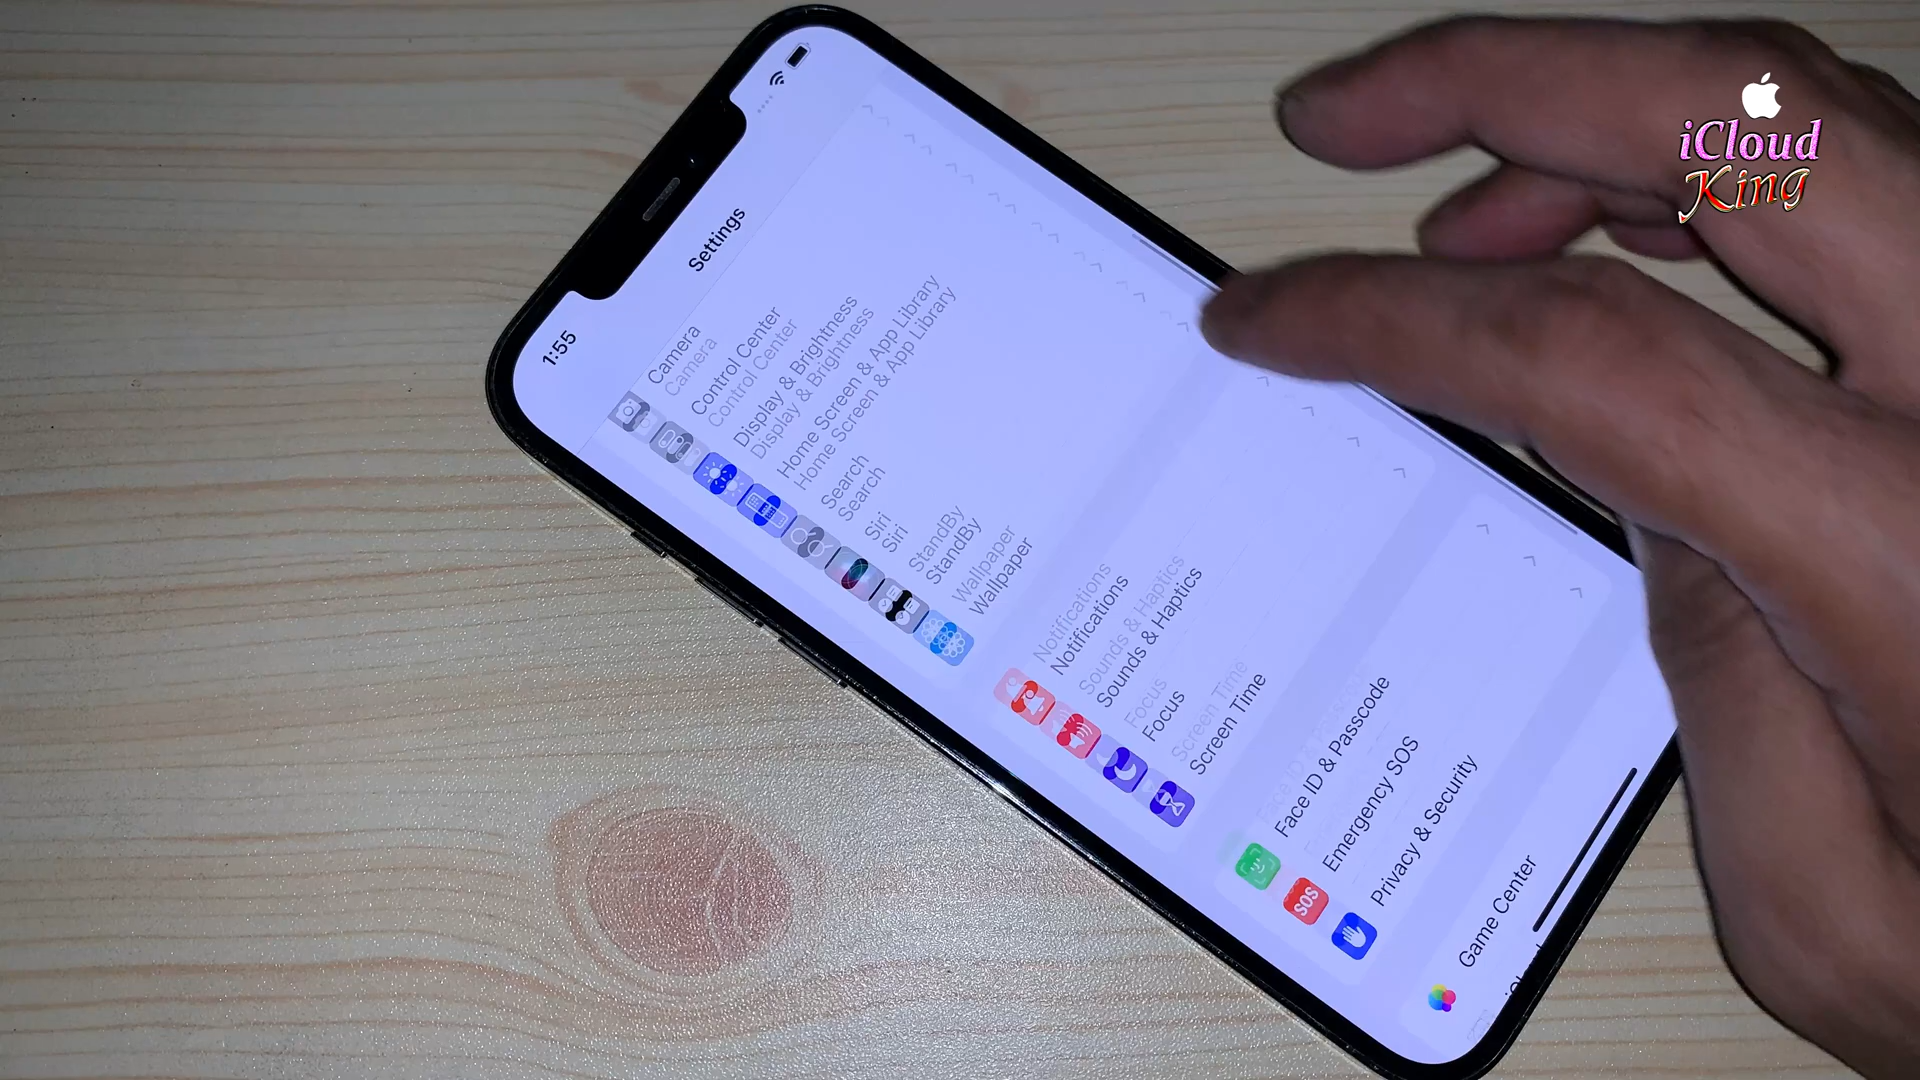 1:55
Settings
Camera
Control Center
Display & Brightness
Home Screen & App Library
Search
Siri
StandBy
Wallpaper
Notifications
Sounds & Haptics
Focus
Screen Time
Face ID & Passcode
SOS
Emergency SOS
Privacy & Security
Game Center
iCloud
King